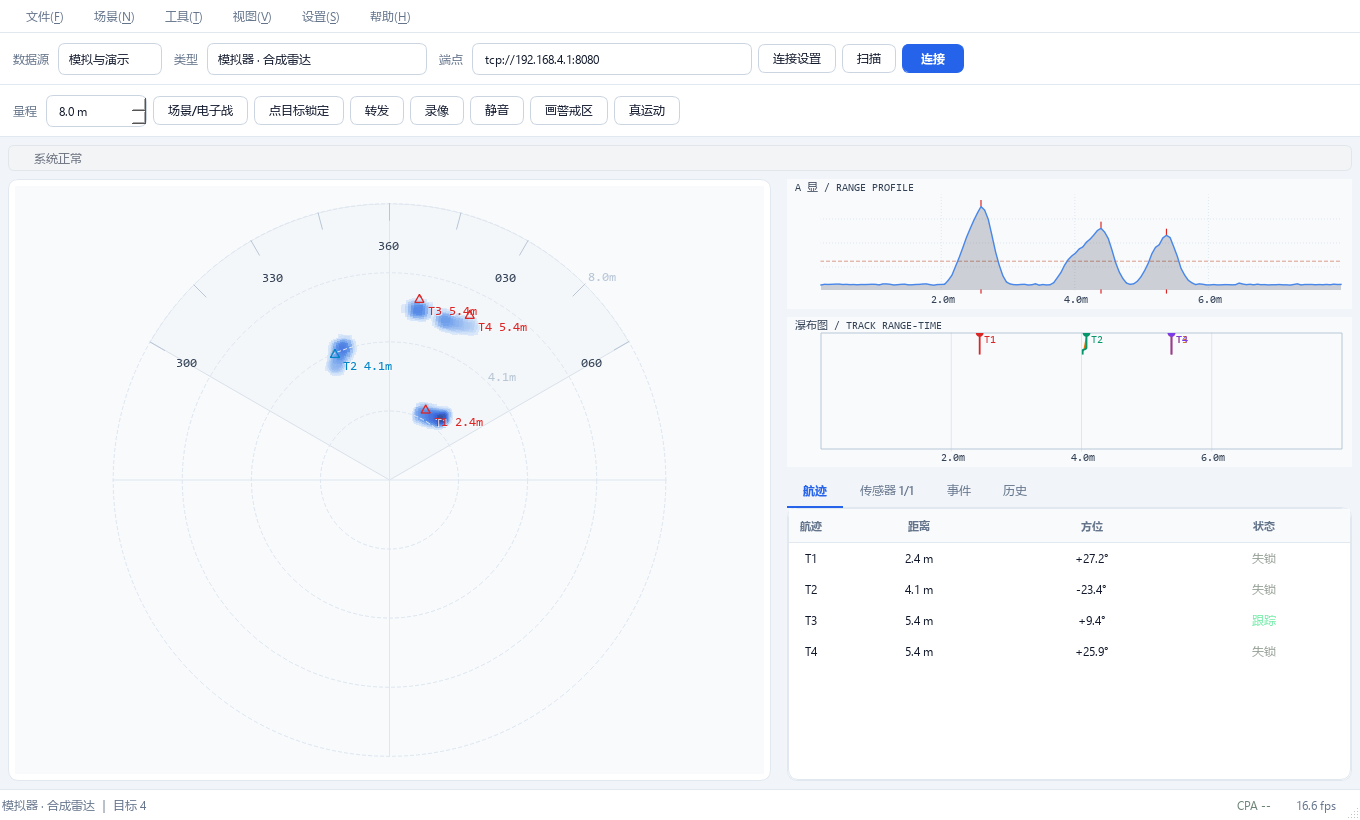 文件(F) 场景(N) 工具(T) 视图(V) 设置(S) 帮助(H)
数据源 模拟与演示 类型 模拟器 · 合成雷达 端点 tcp://192.168.4.1:8080 连接设置 扫描 连接
量程 8.0 m 场景/电子战 点目标锁定 转发 录像 静音 画警戒区 真运动
系统正常
360
330
030
8.0m
T3 5.4m
T4 5.4m
300
T2 4.1m
4.1m
060
T1 2.4m
A 显 / RANGE PROFILE
2.0m 4.0m 6.0m
瀑布图 / TRACK RANGE-TIME
T1 T2
2.0m 4.0m 6.0m
航迹 传感器 1/1 事件 历史
航迹 距离 方位 状态
T1 2.4 m +27.2° 失锁
T2 4.1 m -23.4° 失锁
T3 5.4 m +9.4° 跟踪
T4 5.4 m +25.9° 失锁
模拟器 · 合成雷达 | 目标 4 CPA -- 16.6 fps